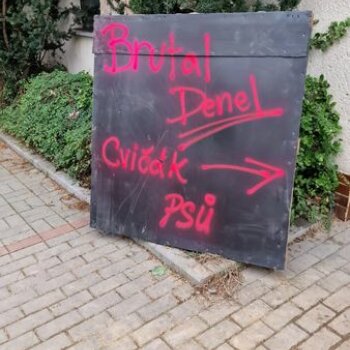 Brutal
Denel
Cvičák →
PSŮ